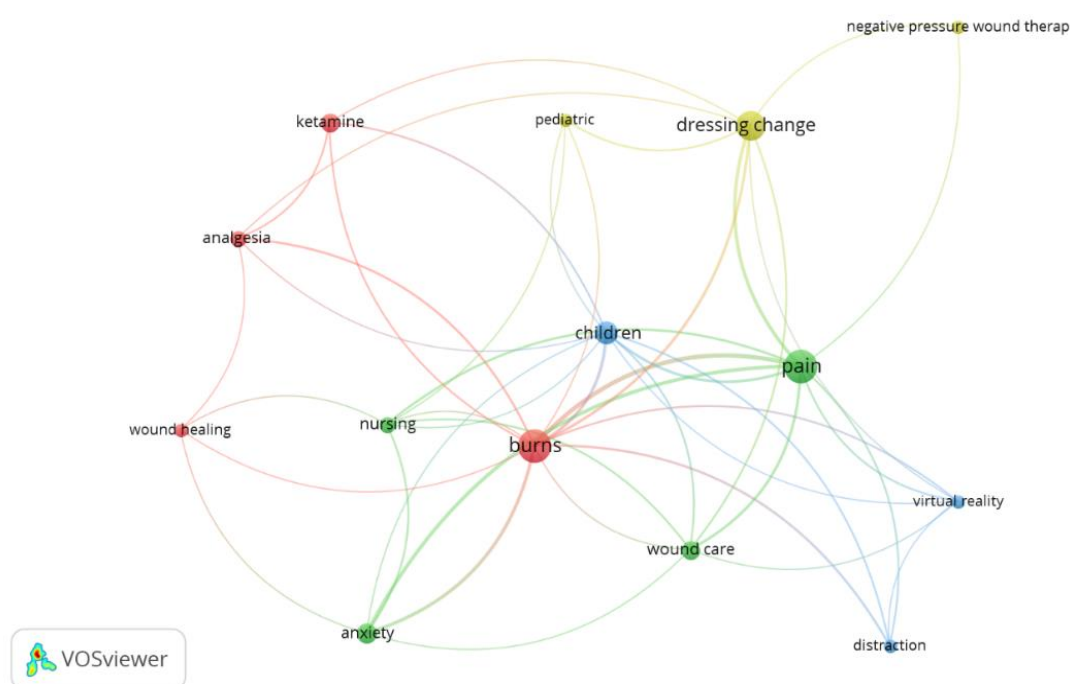 negative pressure wound therap
ketamine
pediatric
dressing change
analgesia
children
pain
wound healing
nursing
burns
virtual reality
wound care
anxiety
distraction
VOSviewer